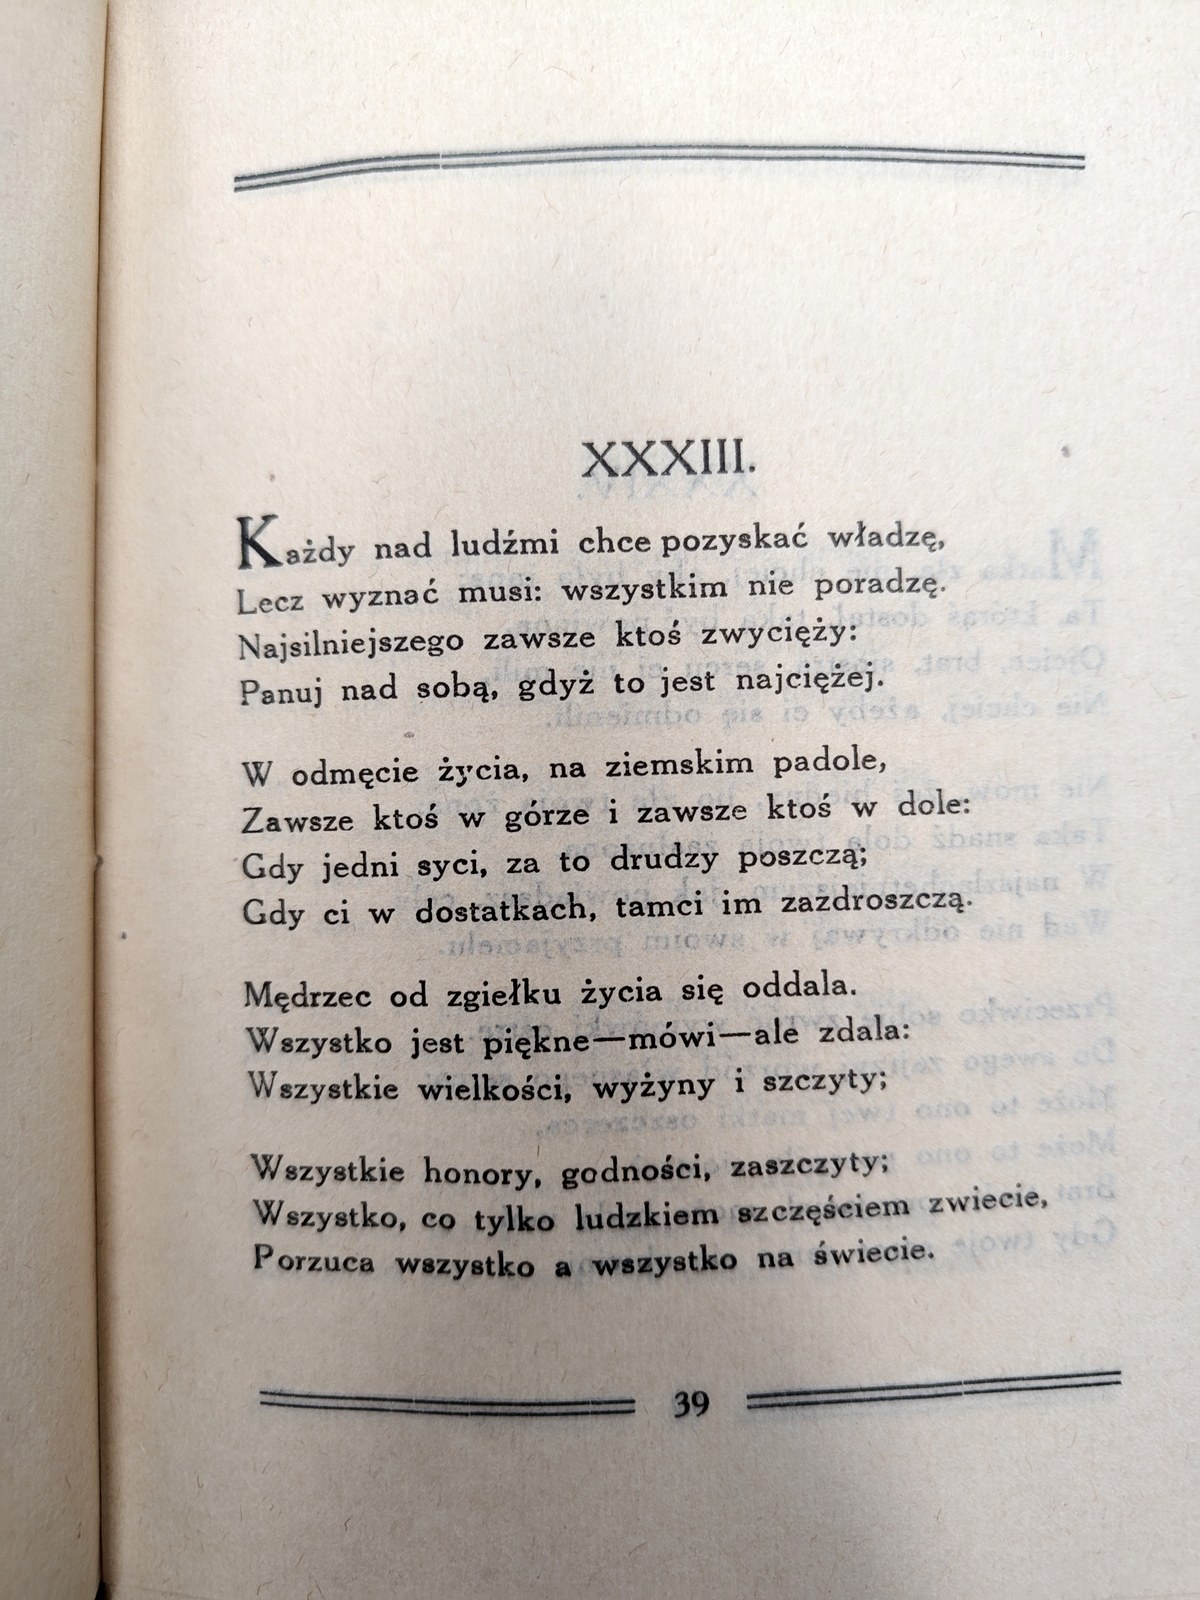 XXXIII.
Każdy nad ludźmi chce pozyskać władzę,
Lecz wyznać musi: wszystkim nie poradzę.
Najsilniejszego zawsze ktoś zwycięży:
Panuj nad sobą, gdyż to jest najciężej.
W odmęcie życia, na ziemskim padole,
Zawsze ktoś w górze i zawsze ktoś w dole:
Gdy jedni syci, za to drudzy poszczą;
Gdy ci w dostatkach, tamci im zazdroszczą.
Mędrzec od zgiełku życia się oddala.
Wszystko jest piękne—mówi—ale zdala:
Wszystkie wielkości, wyżyny i szczyty;
Wszystkie honory, godności, zaszczyty;
Wszystko, co tylko ludzkiem szczęściem zwiecie,
Porzuca wszystko a wszystko na świecie.
39